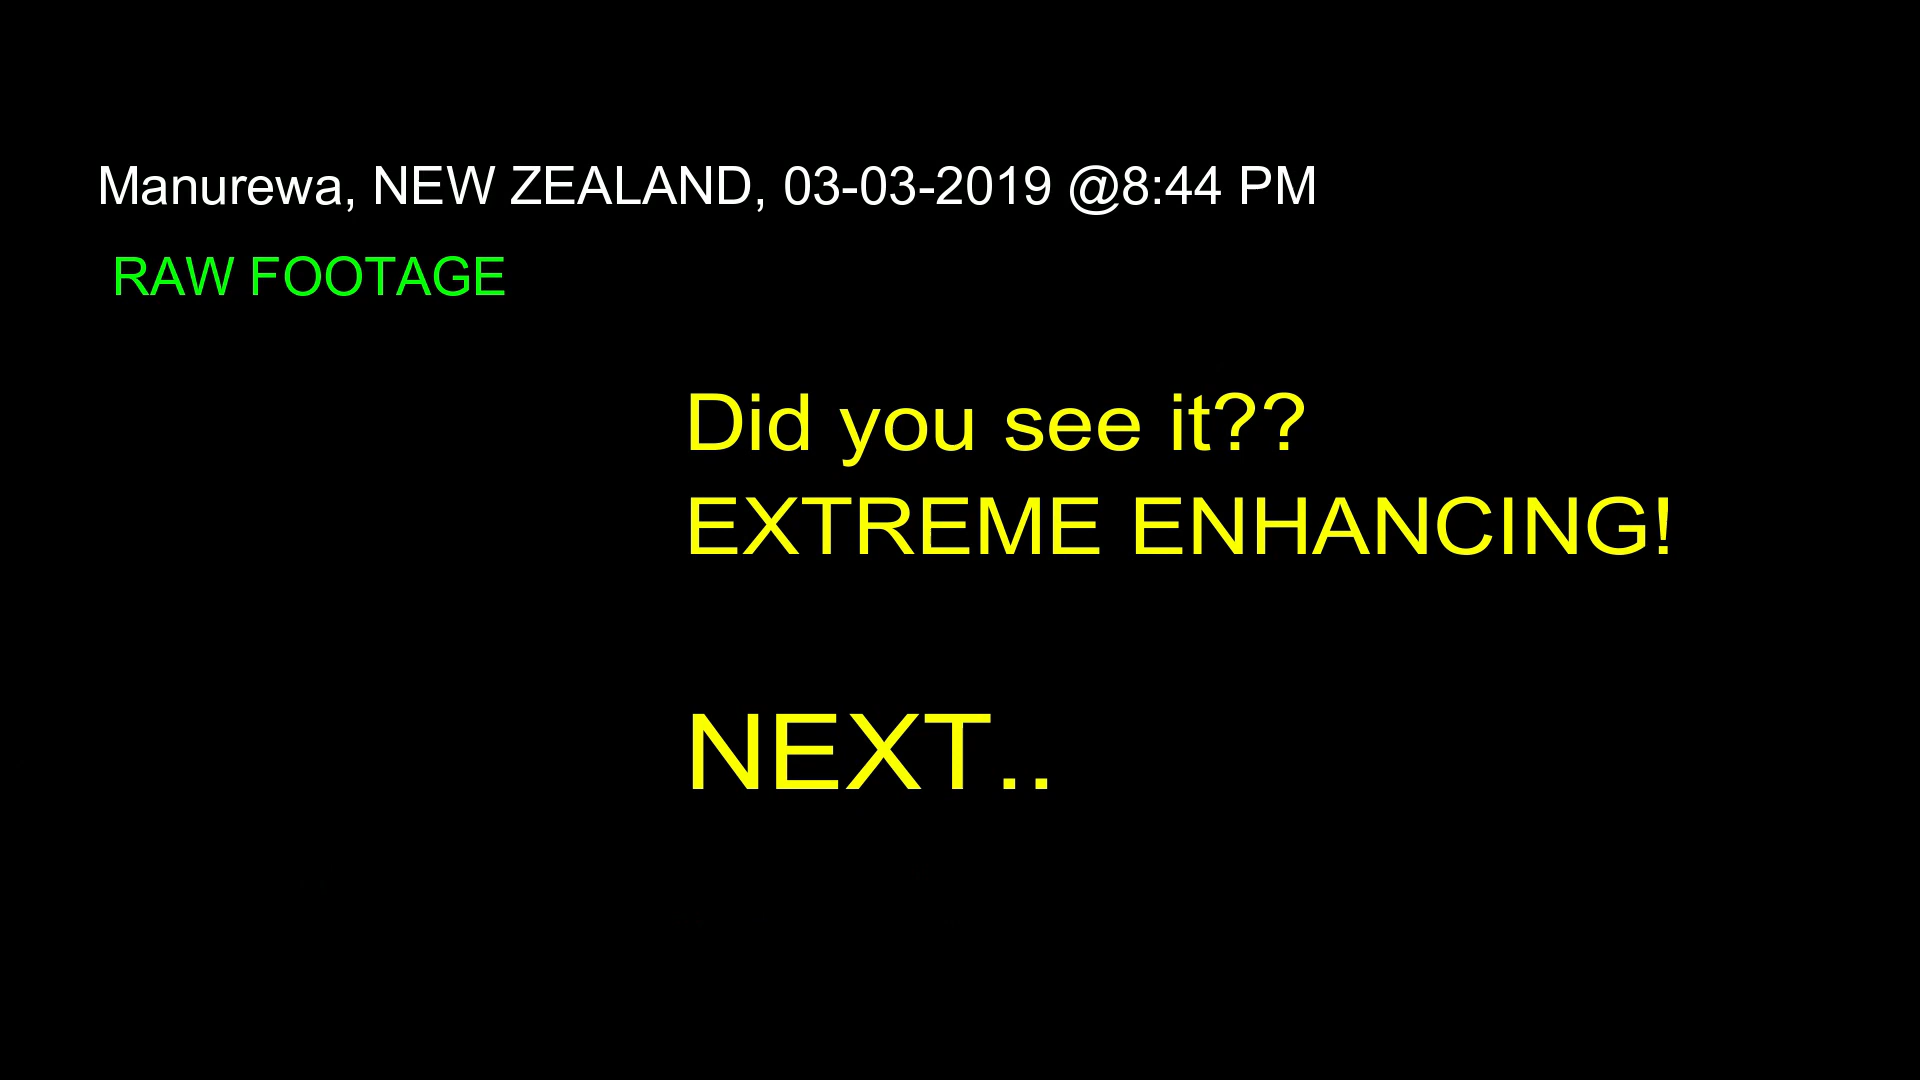 Manurewa, NEW ZEALAND, 03-03-2019 @8:44 PM
RAW FOOTAGE
Did you see it??
EXTREME ENHANCING!
NEXT..